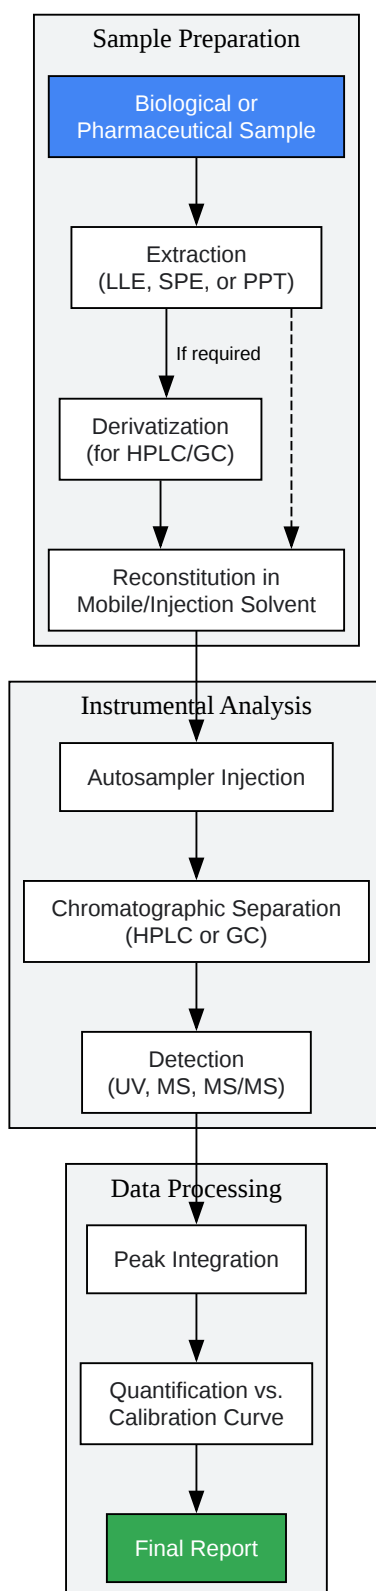 Sample Preparation
Biological or
Pharmaceutical Sample
Extraction
(LLE, SPE, or PPT)
If required
Derivatization
(for HPLC/GC)
Reconstitution in
Mobile/Injection Solvent
Instrumental Analysis
Autosampler Injection
Chromatographic Separation
(HPLC or GC)
Detection
(UV, MS, MS/MS)
Data Processing
Peak Integration
Quantification vs.
Calibration Curve
Final Report